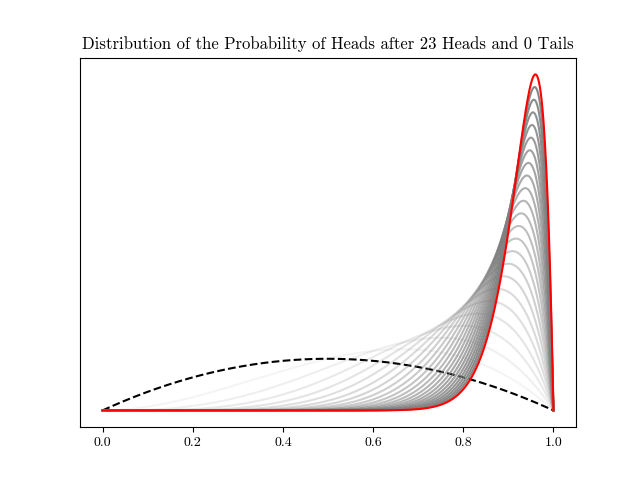 Distribution of the Probability of Heads after 23 Heads and 0 Tails
0.0 0.2 0.4 0.6 0.8 1.0